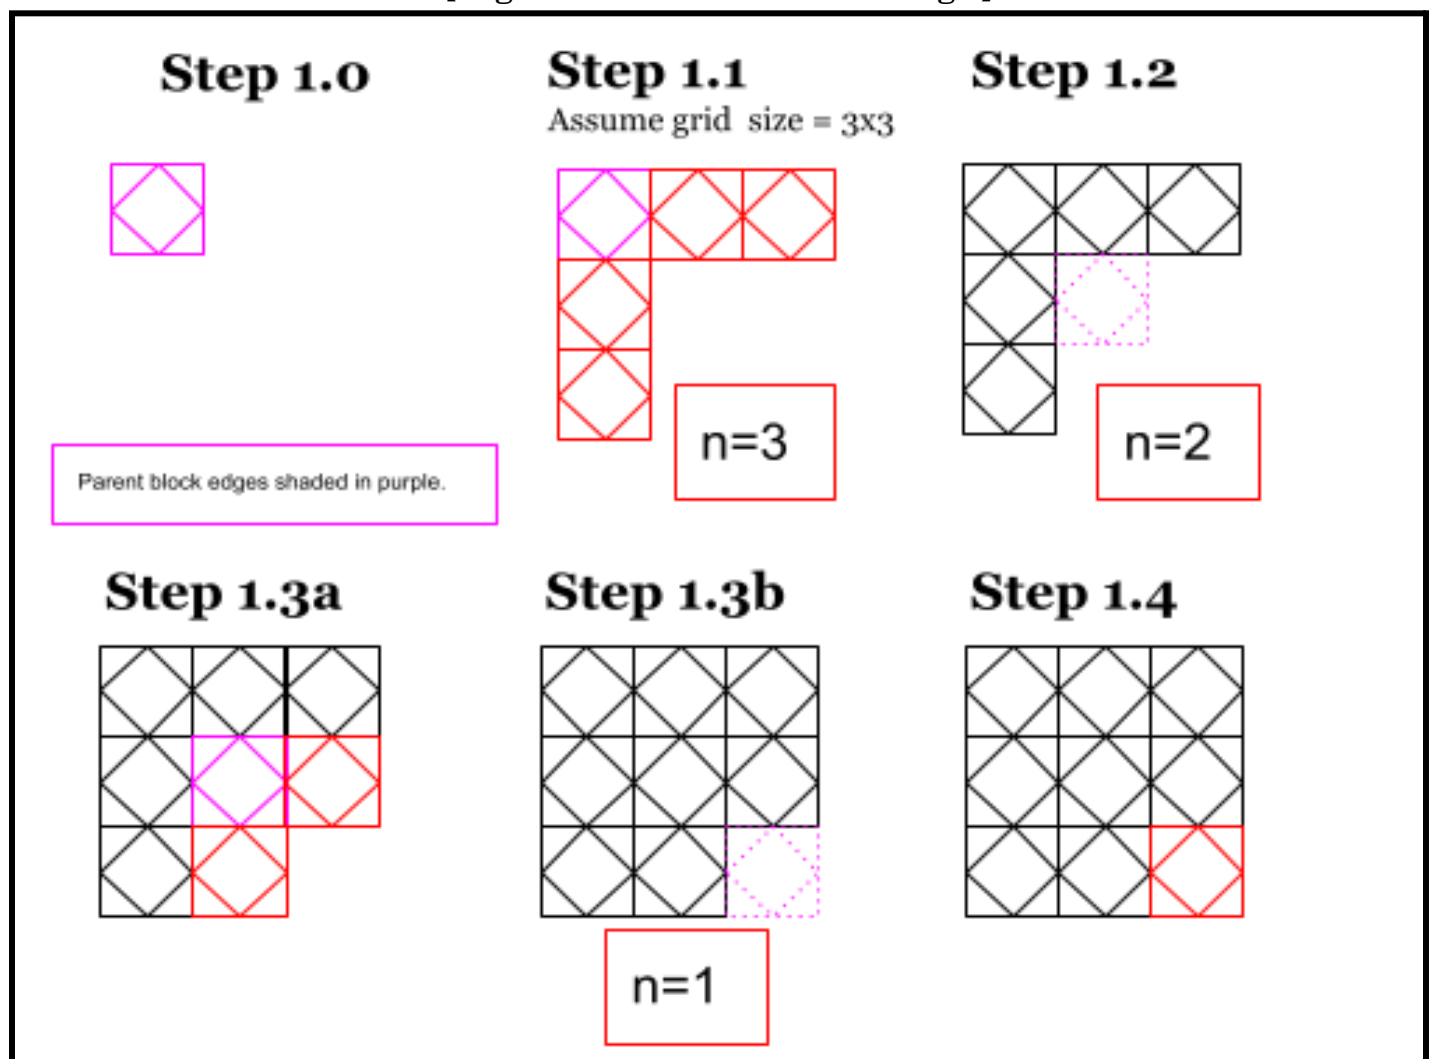 Step 1.0
Step 1.1
Assume grid size = 3x3
Step 1.2
n=3
n=2
Parent block edges shaded in purple.
Step 1.3a
Step 1.3b
Step 1.4
n=1